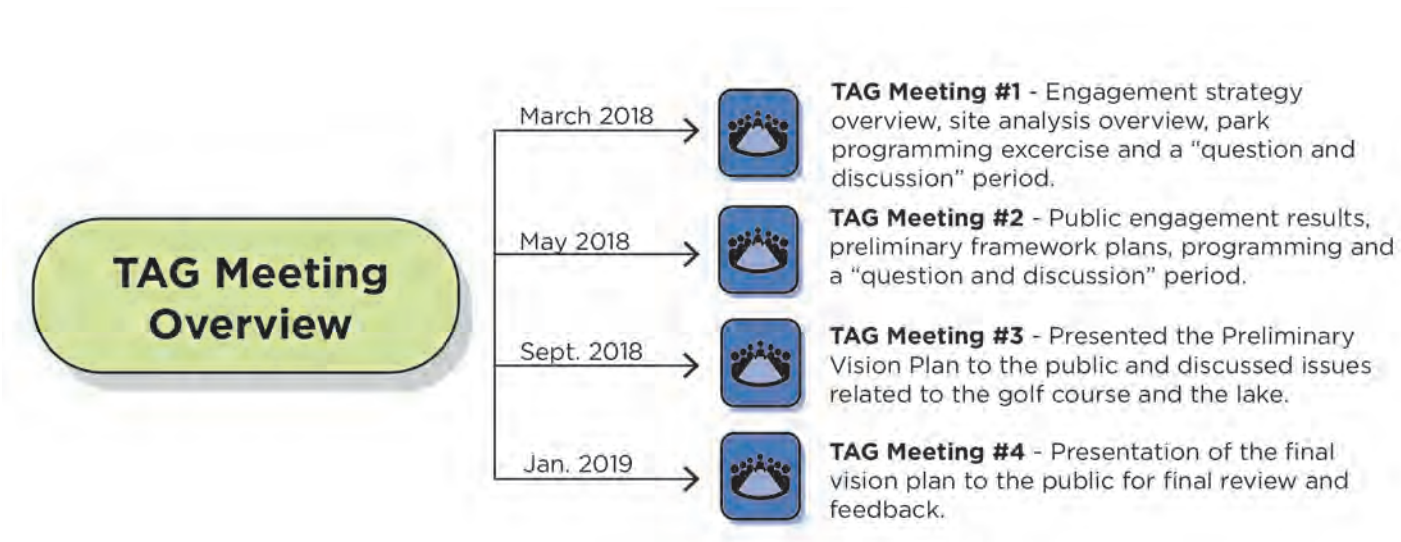 TAG Meeting
Overview
March 2018
TAG Meeting #1 - Engagement strategy
overview, site analysis overview, park
programming excercise and a “question and
discussion” period.
May 2018
TAG Meeting #2 - Public engagement results,
preliminary framework plans, programming and
a “question and discussion” period.
Sept. 2018
TAG Meeting #3 - Presented the Preliminary
Vision Plan to the public and discussed issues
related to the golf course and the lake.
Jan. 2019
TAG Meeting #4 - Presentation of the final
vision plan to the public for final review and
feedback.